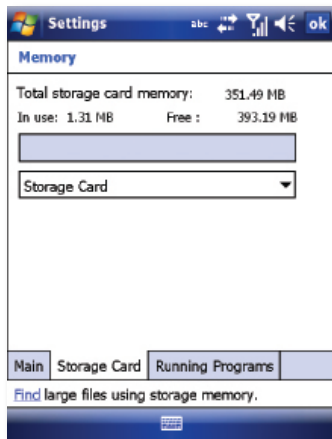 Settings abc ok
Memory
Total storage card memory: 351.49 MB
In use: 1.31 MB Free : 393.19 MB
Storage Card
Main Storage Card Running Programs
Find large files using storage memory.